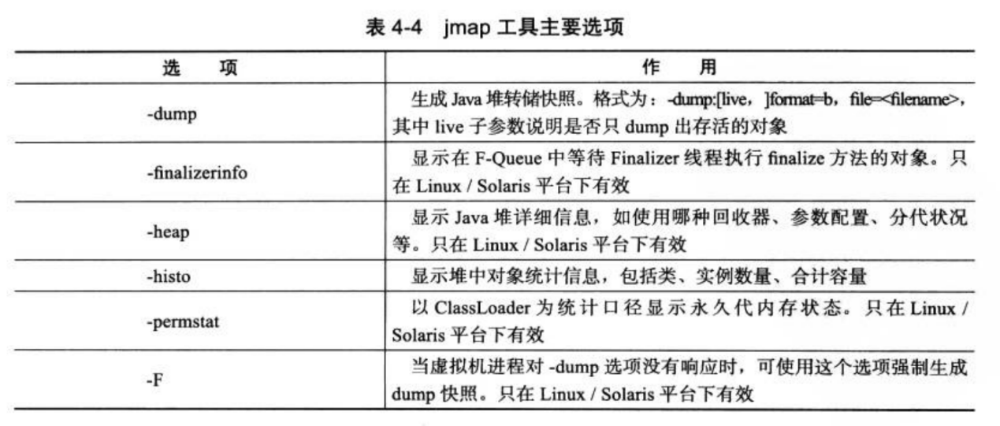 表 4-4 jmap 工具主要选项
选 项 作 用
-dump
生成 Java 堆转储快照。格式为：-dump:[live，]format=b，file=<filename>，
其中 live 子参数说明是否只 dump 出存活的对象
-finalizerinfo
显示在 F-Queue 中等待 Finalizer 线程执行 finalize 方法的对象。只
在 Linux / Solaris 平台下有效
-heap
显示 Java 堆详细信息，如使用哪种回收器、参数配置、分代状况
等。只在 Linux / Solaris 平台下有效
-histo
显示堆中对象统计信息，包括类、实例数量、合计容量
-permstat
以 ClassLoader 为统计口径显示永久代内存状态。只在 Linux /
Solaris 平台下有效
-F
当虚拟机进程对 -dump 选项没有响应时，可使用这个选项强制生成
dump 快照。只在 Linux / Solaris 平台下有效